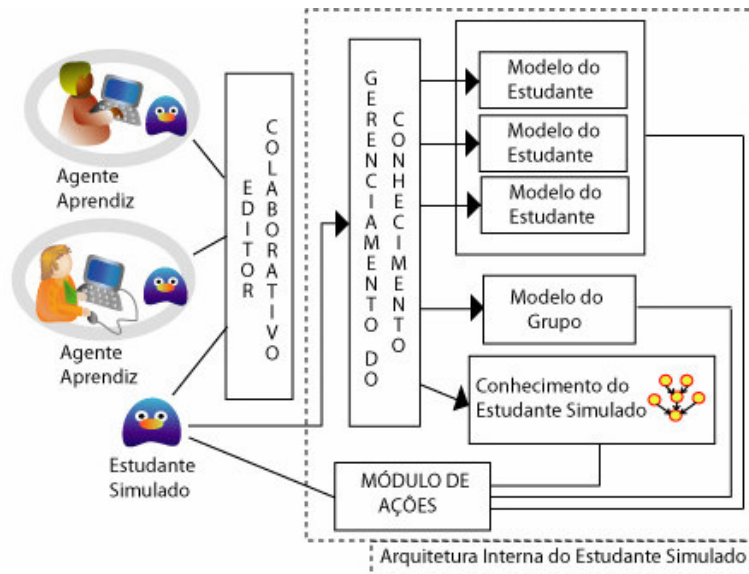 Agente
Aprendiz
Agente
Aprendiz
Estudante
Simulado
EDITOR
COLABORATIVO
GERENCIAMENTO DO
CONHECIMENTO
Modelo do
Estudante
Modelo do
Estudante
Modelo do
Estudante
Modelo do
Grupo
Conhecimento do
Estudante Simulado
MÓDULO DE
AÇÕES
Arquitetura Interna do Estudante Simulado